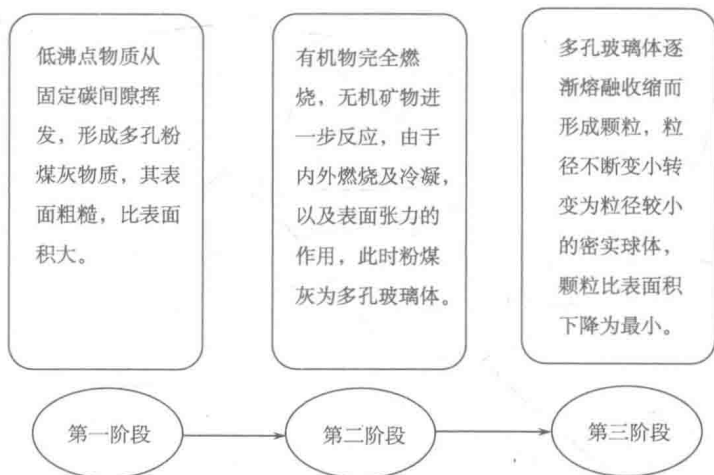 低沸点物质从
固定碳间隙挥
发，形成多孔粉
煤灰物质，其表
面粗糙，比表面
积大。
有机物完全燃
烧，无机矿物进
一步反应，由于
内外燃烧及冷凝，
以及表面张力的
作用，此时粉煤
灰为多孔玻璃体。
多孔玻璃体逐
渐熔融收缩而
形成颗粒，粒
径不断变小转
变为粒径较小
的密实球体，
颗粒比表面积
下降为最小。
第一阶段
第二阶段
第三阶段